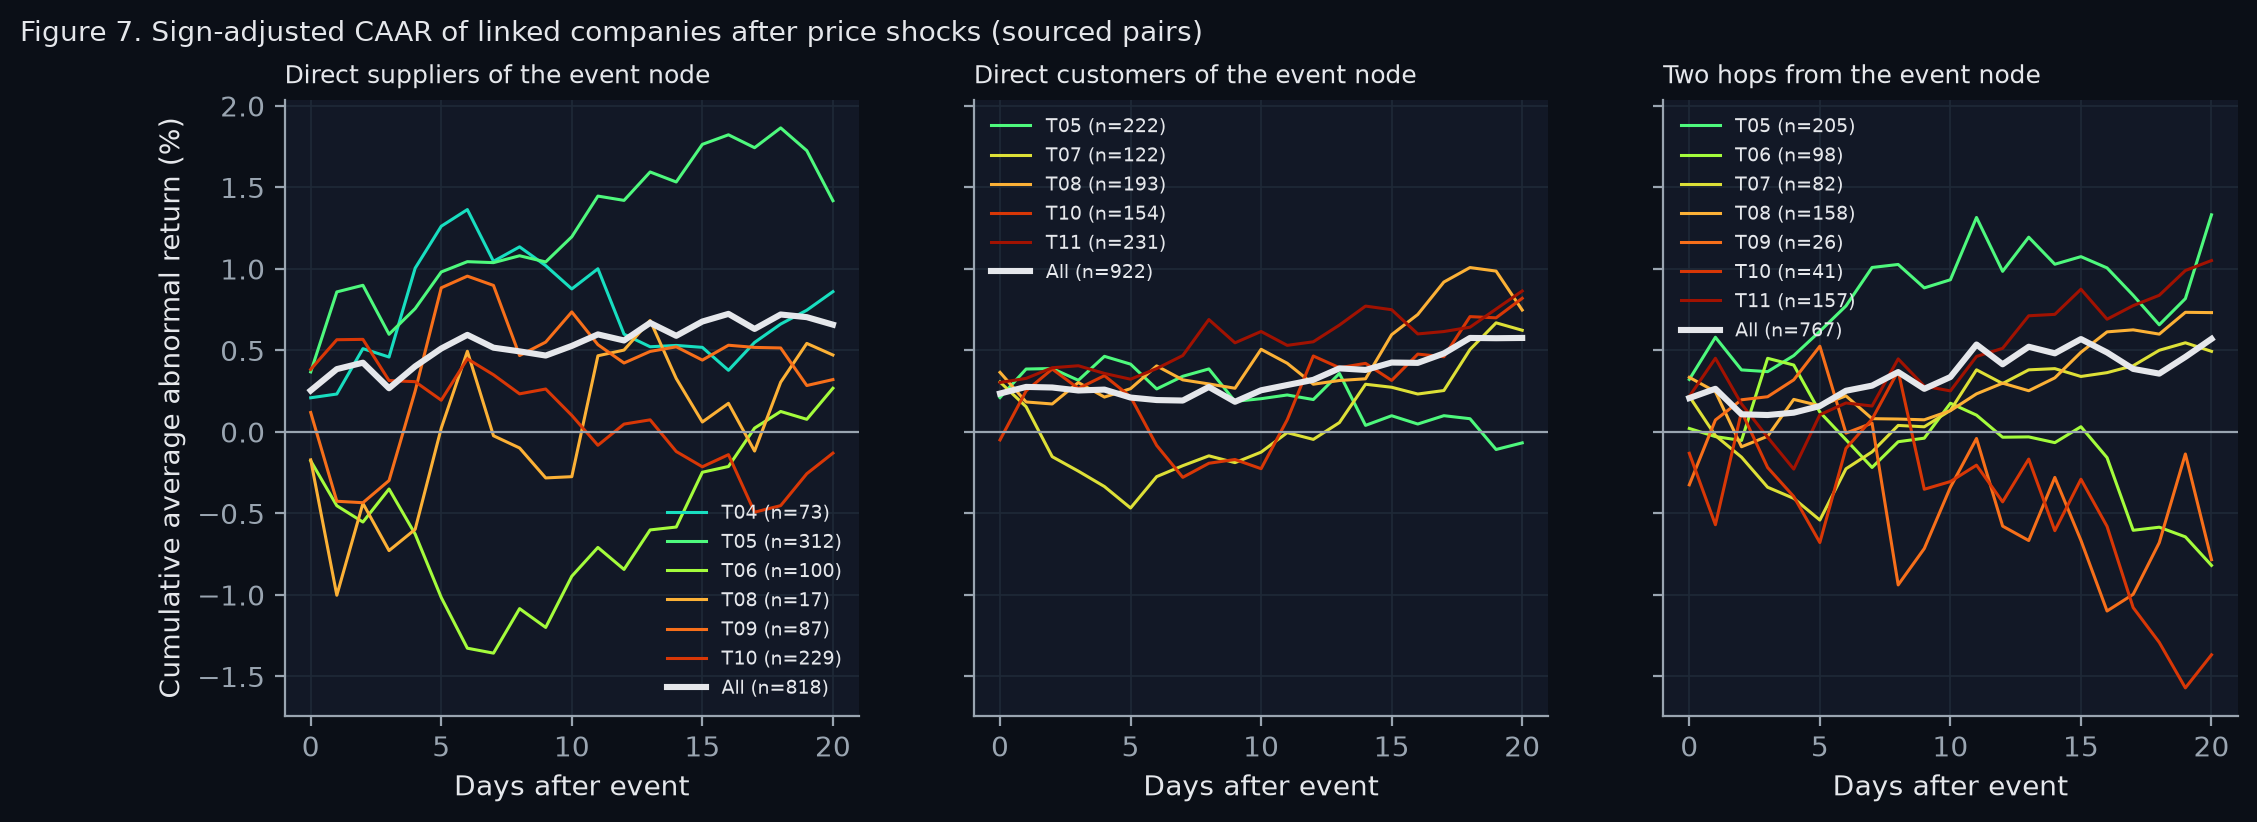 Figure 7. Sign-adjusted CAAR of linked companies after price shocks (sourced pairs)
Direct suppliers of the event node
Cumulative average abnormal return (%)
2.0
1.5
1.0
0.5
0.0
−0.5
−1.0
−1.5
T04 (n=73)
T05 (n=312)
T06 (n=100)
T08 (n=17)
T09 (n=87)
T10 (n=229)
All (n=818)
0 5 10 15 20
Days after event
Direct customers of the event node
T05 (n=222)
T07 (n=122)
T08 (n=193)
T10 (n=154)
T11 (n=231)
All (n=922)
0 5 10 15 20
Days after event
Two hops from the event node
T05 (n=205)
T06 (n=98)
T07 (n=82)
T08 (n=158)
T09 (n=26)
T10 (n=41)
T11 (n=157)
All (n=767)
0 5 10 15 20
Days after event